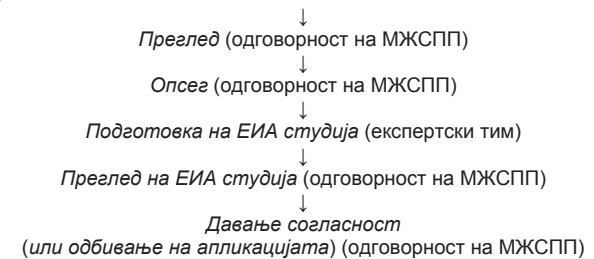 ↓
Преглед (одговорност на МЖСПП)
↓
Опсег (одговорност на МЖСПП)
↓
Подготовка на ЕИА студија (експертски тим)
↓
Преглед на ЕИА студија (одговорност на МЖСПП)
↓
Давање согласност
(или одбивање на апликацијата) (одговорност на МЖСПП)